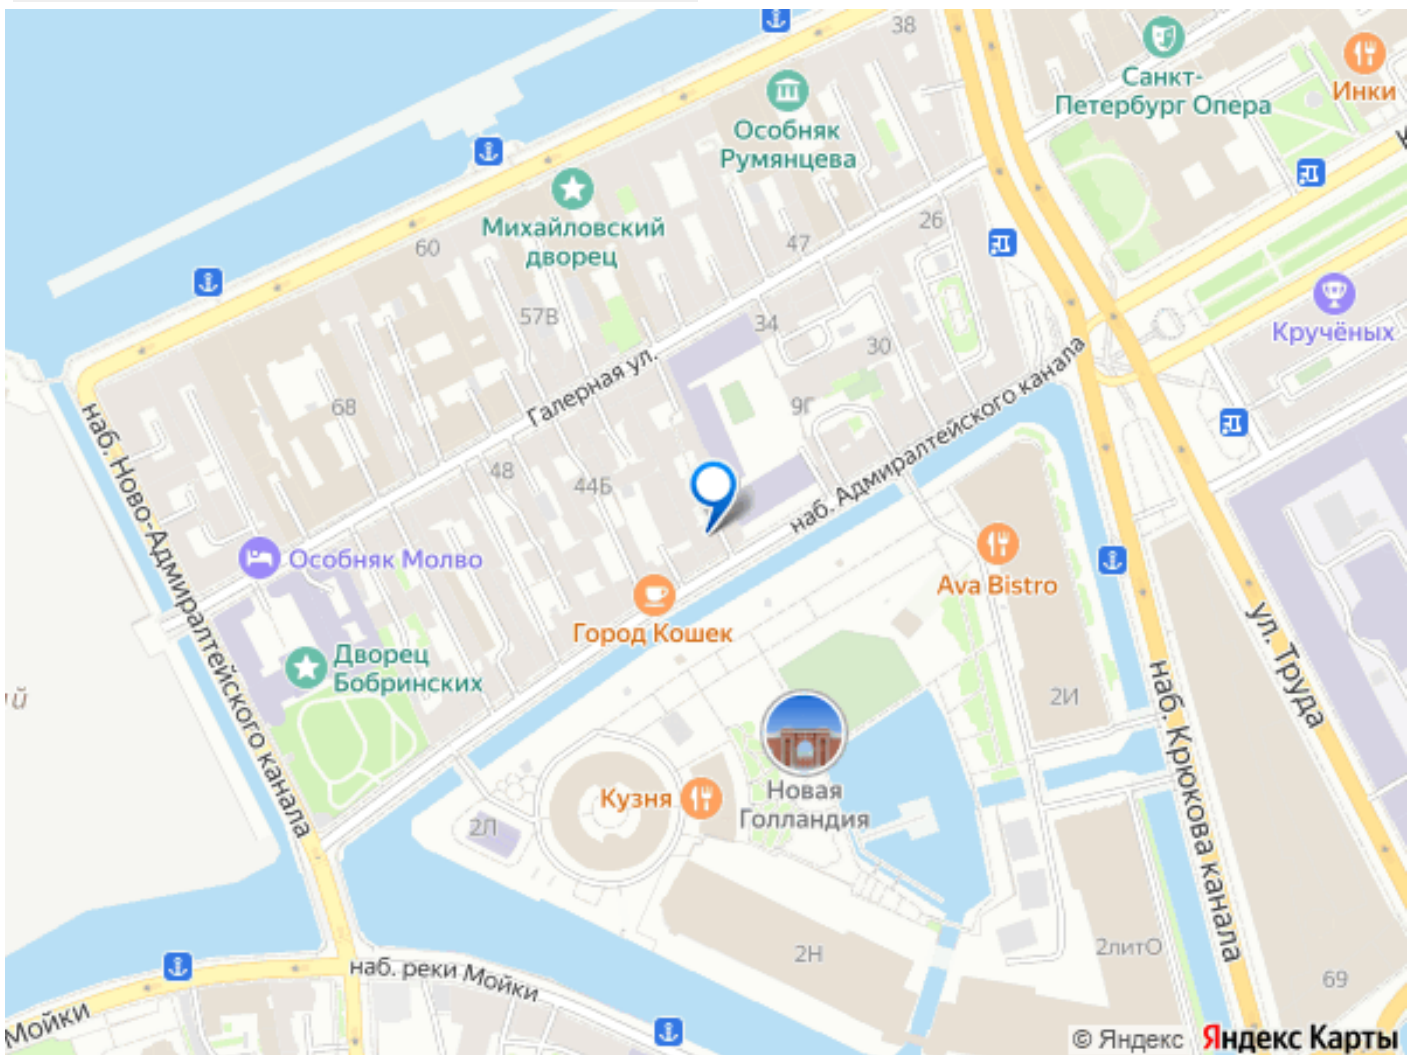 38
Санкт-
Петербург Опера
Инки
Особняк
Румянцева
Михайловский
дворец
60
47
26
57В
34
30
Кручёных
Галерная ул.
68
9Г
наб. Адмиралтейского канала
48
44Б
наб. Ново-Адмиралтейского канала
Особняк Молво
Ava Bistro
Город Кошек
ул. Труда
Дворец
Бобринских
ий
2И
наб. Крюкова канала
Кузня
Новая
Голландия
2Л
2Н
2литО
69
наб. реки Мойки
Мойки
© Яндекс Яндекс Карты